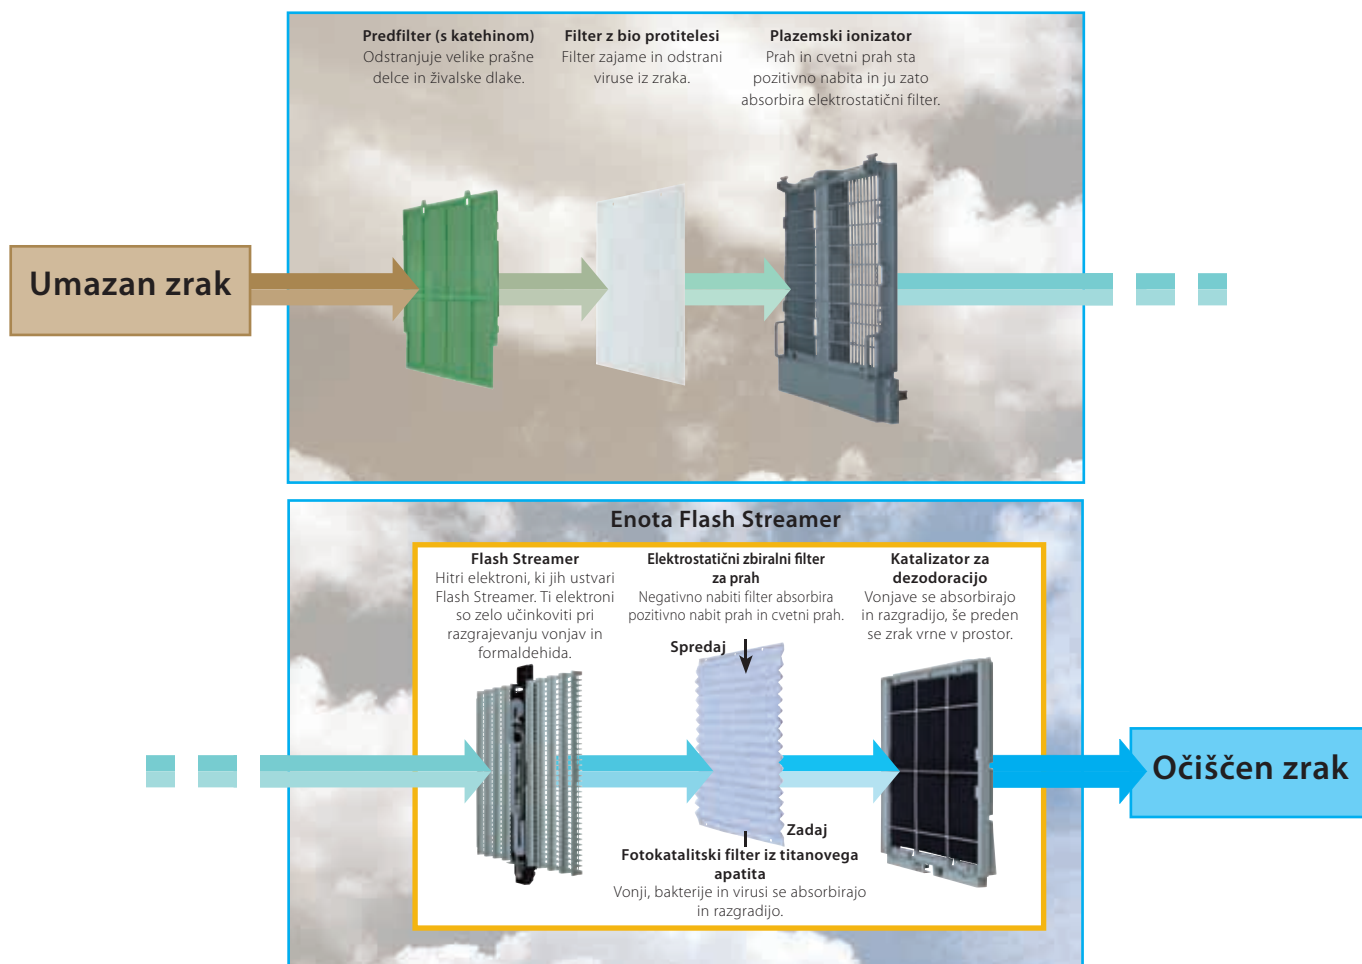 Predfilter (s katehinom)
Odstranjuje velike prašne
delce in živalske dlake.
Filter z bio protitelesi
Filter zajame in odstrani
viruse iz zraka.
Plazemski ionizator
Prah in cvetni prah sta
pozitivno nabita in ju zato
absorbira elektrostatični filter.
Umazan zrak
Enota Flash Streamer
Flash Streamer
Hitri elektroni, ki jih ustvari
Flash Streamer. Ti elektroni
so zelo učinkoviti pri
razgrajevanju vonjav in
formaldehida.
Elektrostatični zbiralni filter
za prah
Negativno nabiti filter absorbira
pozitivno nabit prah in cvetni prah.
Spredaj
Zadaj
Fotokatalitski filter iz titanovega
apatita
Vonji, bakterije in virusi se absorbirajo
in razgradijo.
Katalizator za
dezodoracijo
Vonjave se absorbirajo
in razgradijo, še preden
se zrak vrne v prostor.
Očiščen zrak